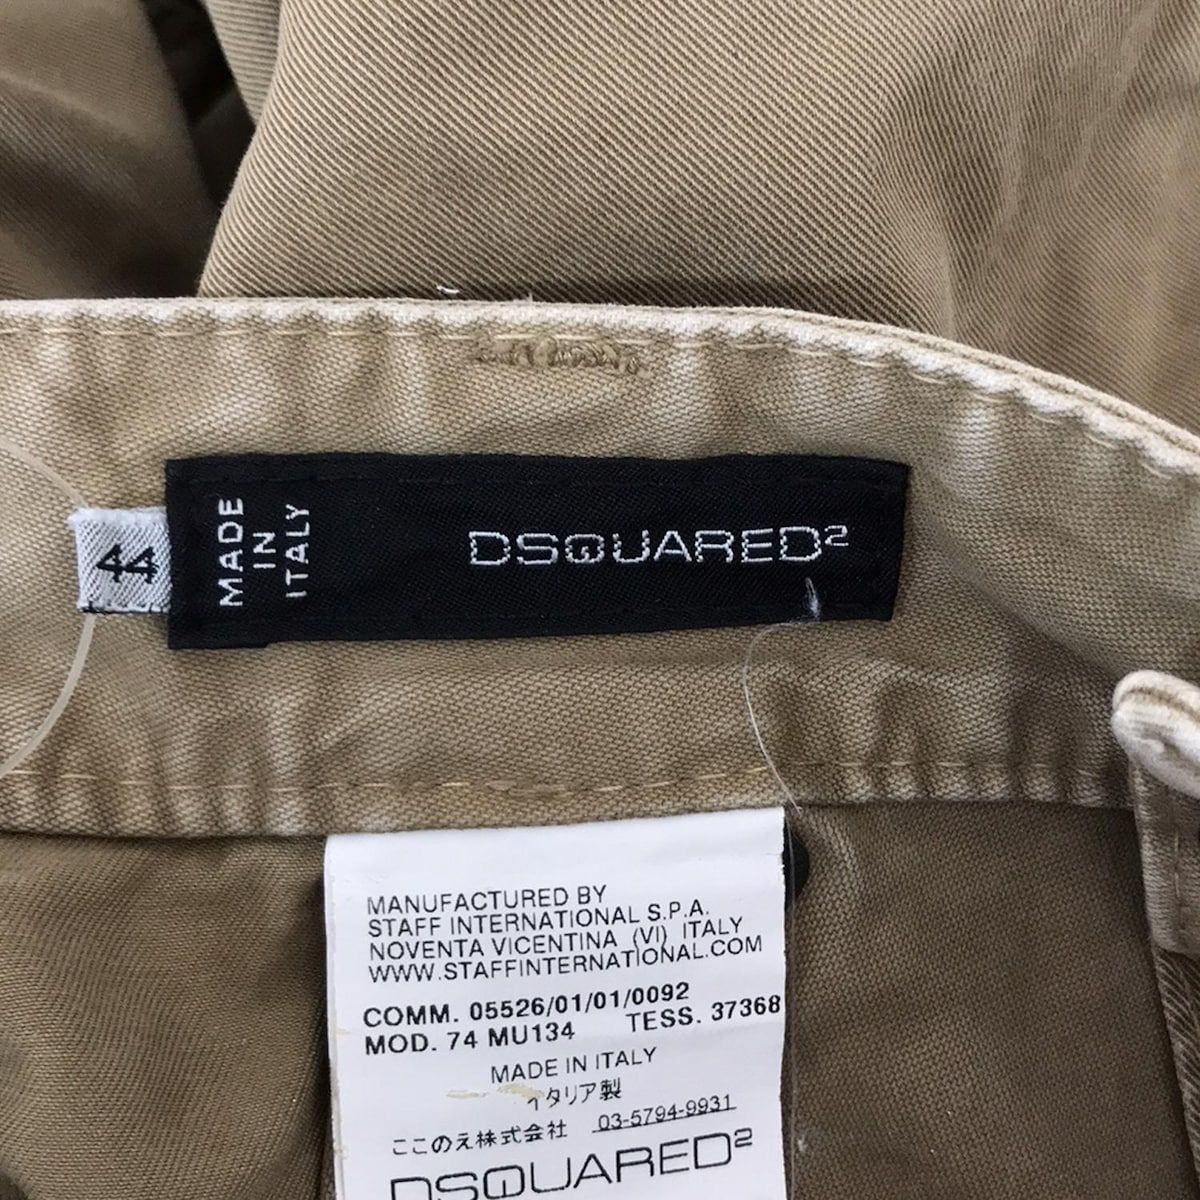 44
MADE
IN
ITALY
DSQUARED²
MANUFACTURED BY
STAFF INTERNATIONAL S.P.A.
NOVENTA VICENTINA (VI) ITALY
WWW.STAFFINTERNATIONAL.COM
COMM. 05526/01/01/0092
MOD. 74 MU134 TESS. 37368
MADE IN ITALY
イタリア製
ここのえ株式会社 03-5794-9931
DSQUARED²